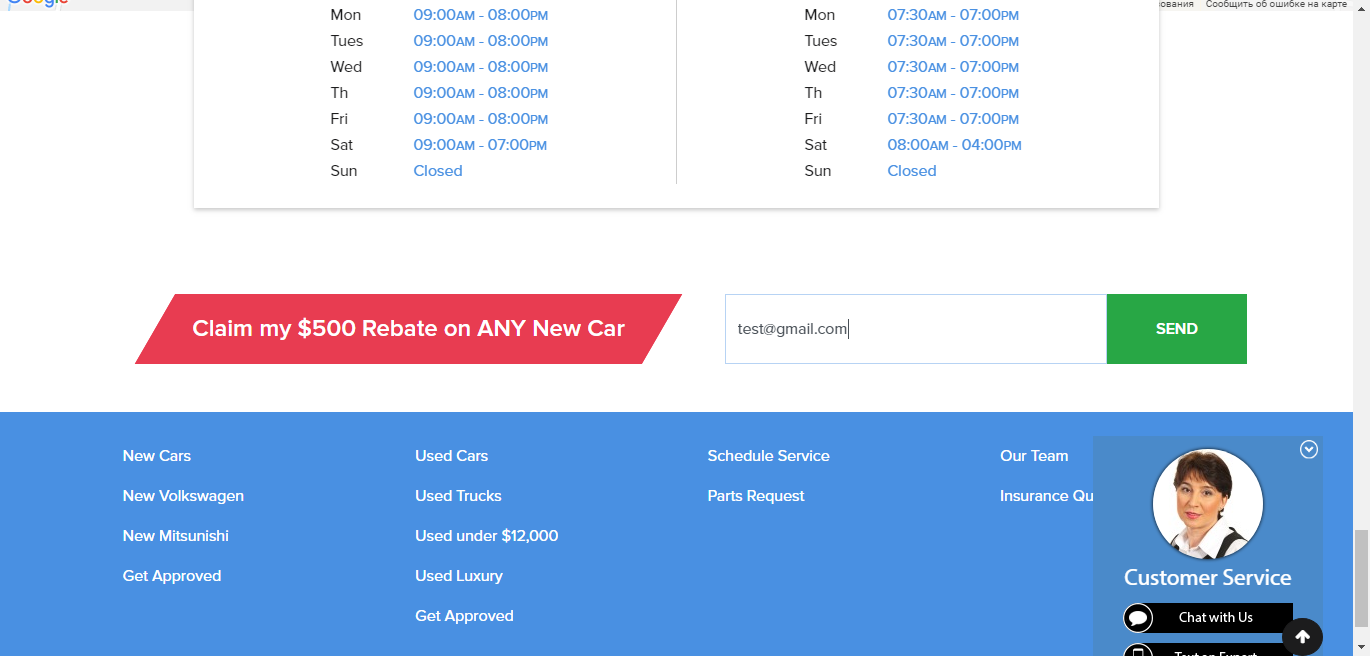 Google
Сообщить об ошибке на карте
Mon 09:00AM - 08:00PM
Tues 09:00AM - 08:00PM
Wed 09:00AM - 08:00PM
Th 09:00AM - 08:00PM
Fri 09:00AM - 08:00PM
Sat 09:00AM - 07:00PM
Sun Closed
Mon 07:30AM - 07:00PM
Tues 07:30AM - 07:00PM
Wed 07:30AM - 07:00PM
Th 07:30AM - 07:00PM
Fri 07:30AM - 07:00PM
Sat 08:00AM - 04:00PM
Sun Closed
Claim my $500 Rebate on ANY New Car
test@gmail.com
SEND
New Cars
New Volkswagen
New Mitsunishi
Get Approved
Used Cars
Used Trucks
Used under $12,000
Used Luxury
Get Approved
Schedule Service
Parts Request
Our Team
Insurance Qu
Customer Service
Chat with Us
Text an Expert